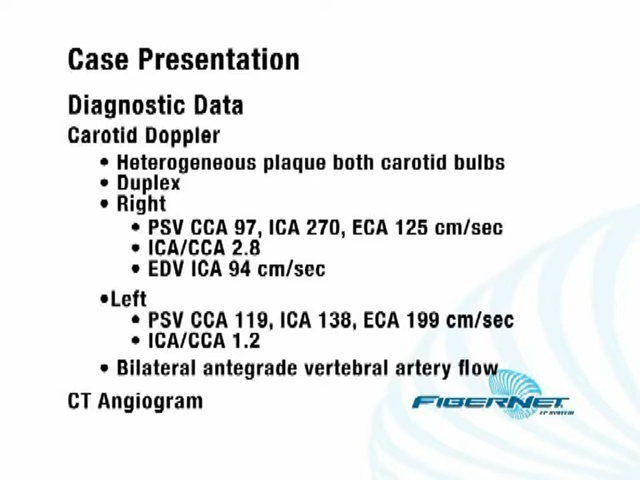 Case Presentation
Diagnostic Data
Carotid Doppler
• Heterogeneous plaque both carotid bulbs
• Duplex
• Right
• PSV CCA 97, ICA 270, ECA 125 cm/sec
• ICA/CCA 2.8
• EDV ICA 94 cm/sec
•Left
• PSV CCA 119, ICA 138, ECA 199 cm/sec
• ICA/CCA 1.2
• Bilateral antegrade vertebral artery flow
CT Angiogram
FIBERNET
EP SYSTEM